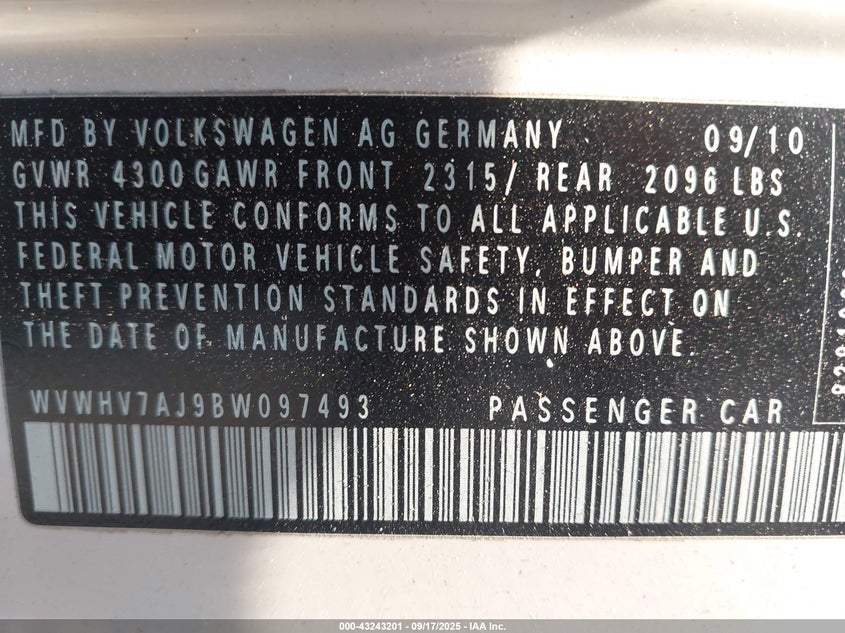 MFD BY VOLKSWAGEN AG GERMANY 09/10
GVWR 4300 GAWR FRONT 2315/ REAR 2096 LBS
THIS VEHICLE CONFORMS TO ALL APPLICABLE U.S.
FEDERAL MOTOR VEHICLE SAFETY, BUMPER AND
THEFT PREVENTION STANDARDS IN EFFECT ON
THE DATE OF MANUFACTURE SHOWN ABOVE.
WVWHV7AJ9BW097493 PASSENGER CAR
000-43243201 - 09/17/2025 - IAA Inc.